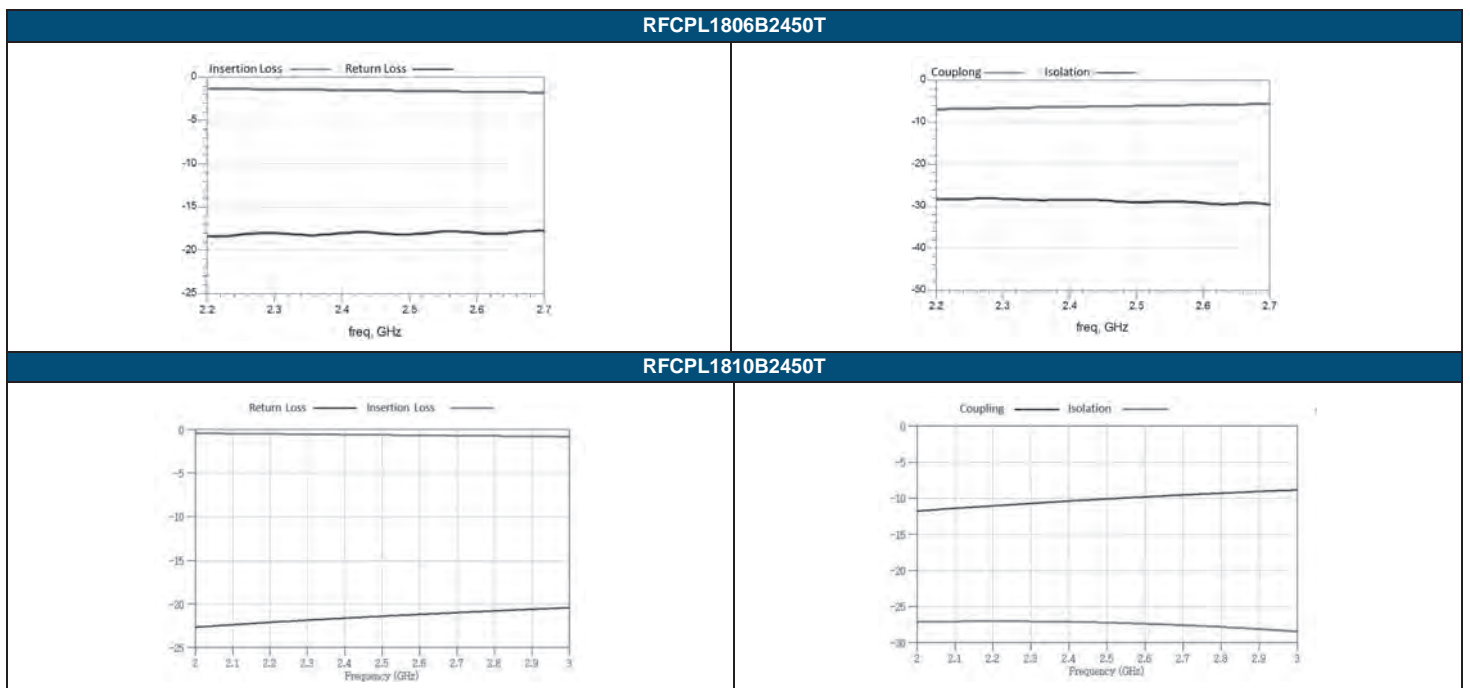 RFCPL1806B2450T
Insertion Loss Return Loss
0
-5
-10
-15
-20
-25
2.2 2.3 2.4 2.5 2.6 2.7
freq, GHz
Couplong Isolation
0
-10
-20
-30
-40
-50
2.2 2.3 2.4 2.5 2.6 2.7
freq, GHz
RFCPL1810B2450T
Return Loss Insertion Loss
0
-5
-10
-15
-20
-25
2 2.1 2.2 2.3 2.4 2.5 2.6 2.7 2.8 2.9 3
Frequency (GHz)
Coupling Isolation
0
-5
-10
-15
-20
-25
-30
2 2.1 2.2 2.3 2.4 2.5 2.6 2.7 2.8 2.9 3
Frequency (GHz)